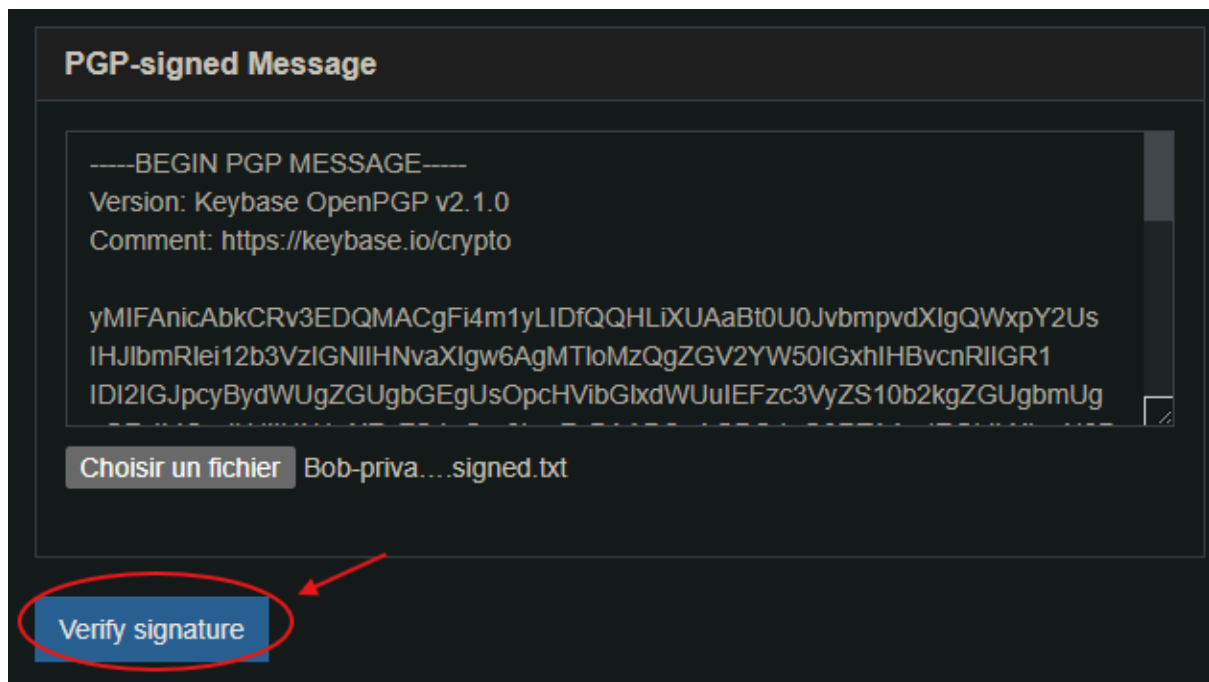 PGP-signed Message
-----BEGIN PGP MESSAGE-----
Version: Keybase OpenPGP v2.1.0
Comment: https://keybase.io/crypto
yMIFAnicAbkCRv3EDQMACgFi4m1yLIDfQQHLiXUAaBt0U0JvbmpvdXIgQWxpY2Us
IHJlbmRlei12b3VzIGNlIHNvaXIgw6AgMTloMzQgZGV2YW50IGxhIHBvcnRlIGR1
IDI2IGJpcyBydWUgZGUgbGEgUsOpcHVibGlxdWUuIEFzc3VyZS10b2kgZGUgbmUg
Choisir un fichier Bob-priva....signed.txt
Verify signature